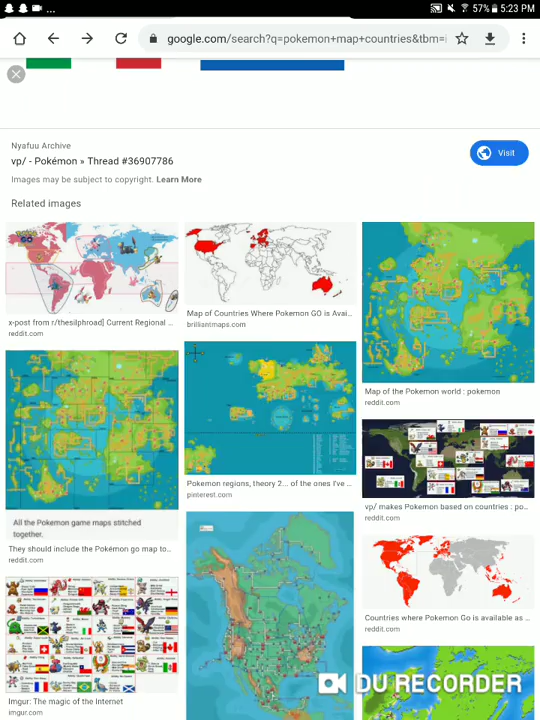 57% 5:23 PM
google.com/search?q=pokemon+map+countries&tbm=i
Nyafuu Archive
vp/ - Pokémon » Thread #36907786
Visit
Images may be subject to copyright. Learn More
Related images
x-post from r/thesilphroad] Current Regional ...
reddit.com
Map of Countries Where Pokemon GO is Avai...
brilliantmaps.com
Map of the Pokemon world : pokemon
reddit.com
All the Pokemon game maps stitched
together.
They should include the Pokémon go map to...
reddit.com
Pokemon regions, theory 2... of the ones I've ...
pinterest.com
vp/ makes Pokemon based on countries : po...
reddit.com
Countries where Pokemon Go is available as ...
reddit.com
Imgur: The magic of the Internet
imgur.com
DU RECORDER